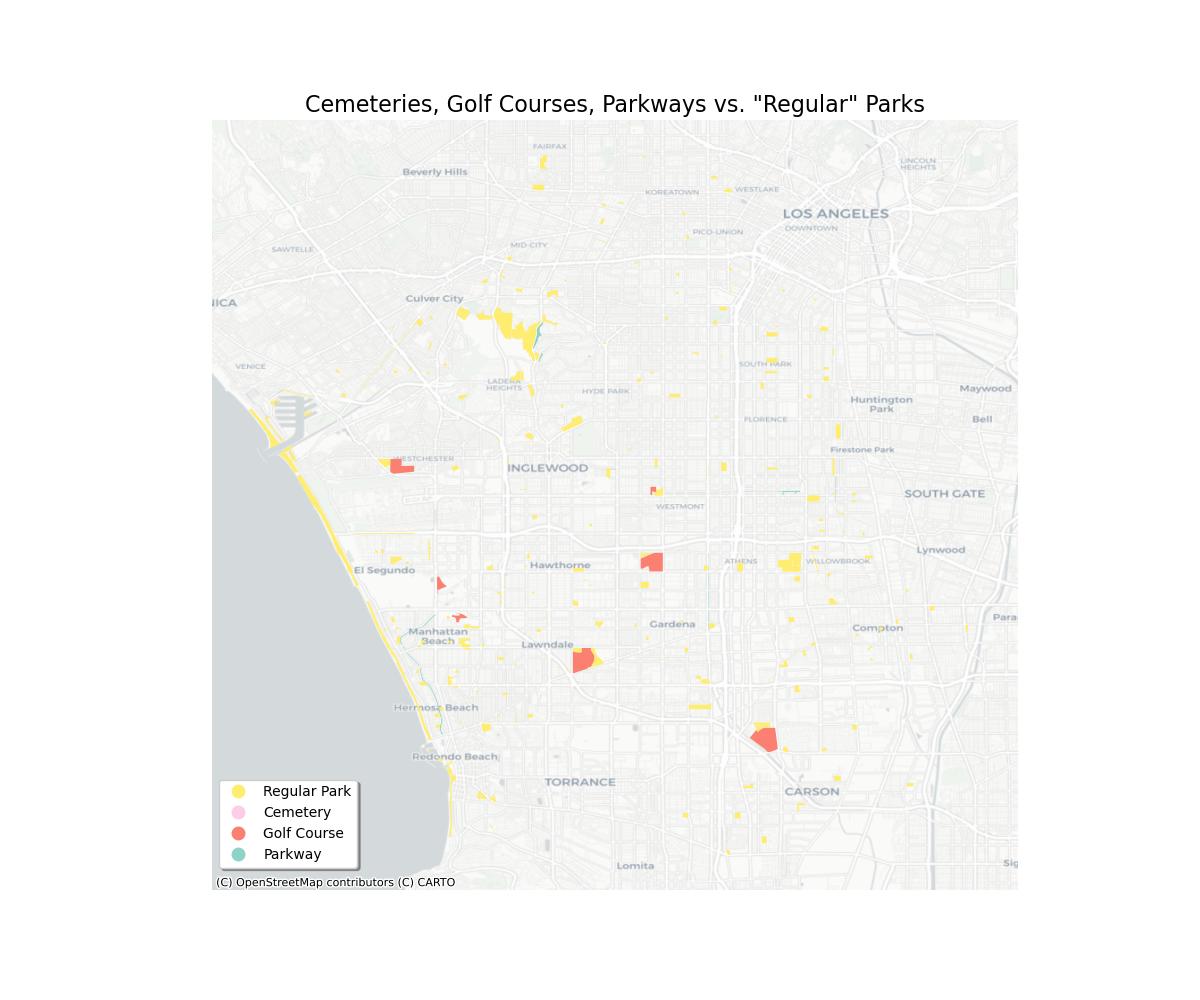 Cemeteries, Golf Courses, Parkways vs. "Regular" Parks
FAIRFAX
LINCOLN
HEIGHTS
Beverly Hills
KOREATOWN
WESTLAKE
LOS ANGELES
DOWNTOWN
PICO-UNION
MID-CITY
SAWTELLE
Culver City
NICA
VENICE
SOUTH PARK
LADERA
HEIGHTS
HYDE PARK
Maywood
Huntington
Park
Bell
FLORENCE
Firestone Park
WESTCHESTER
INGLEWOOD
SOUTH GATE
WESTMONT
Lynwood
El Segundo
Hawthorne
ATHENS
WILLOWBROOK
Para
Manhattan
Beach
Gardena
Compton
Lawndale
Hermosa Beach
Redondo Beach
TORRANCE
CARSON
Lomita
Sig
Regular Park
Cemetery
Golf Course
Parkway
(C) OpenStreetMap contributors (C) CARTO